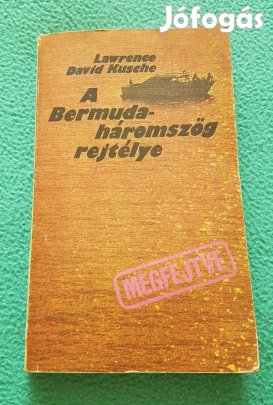 Jófogás
Lawrence
David Kusche
A
Bermuda-
háromszög
rejtélye
MEGFEJTVE